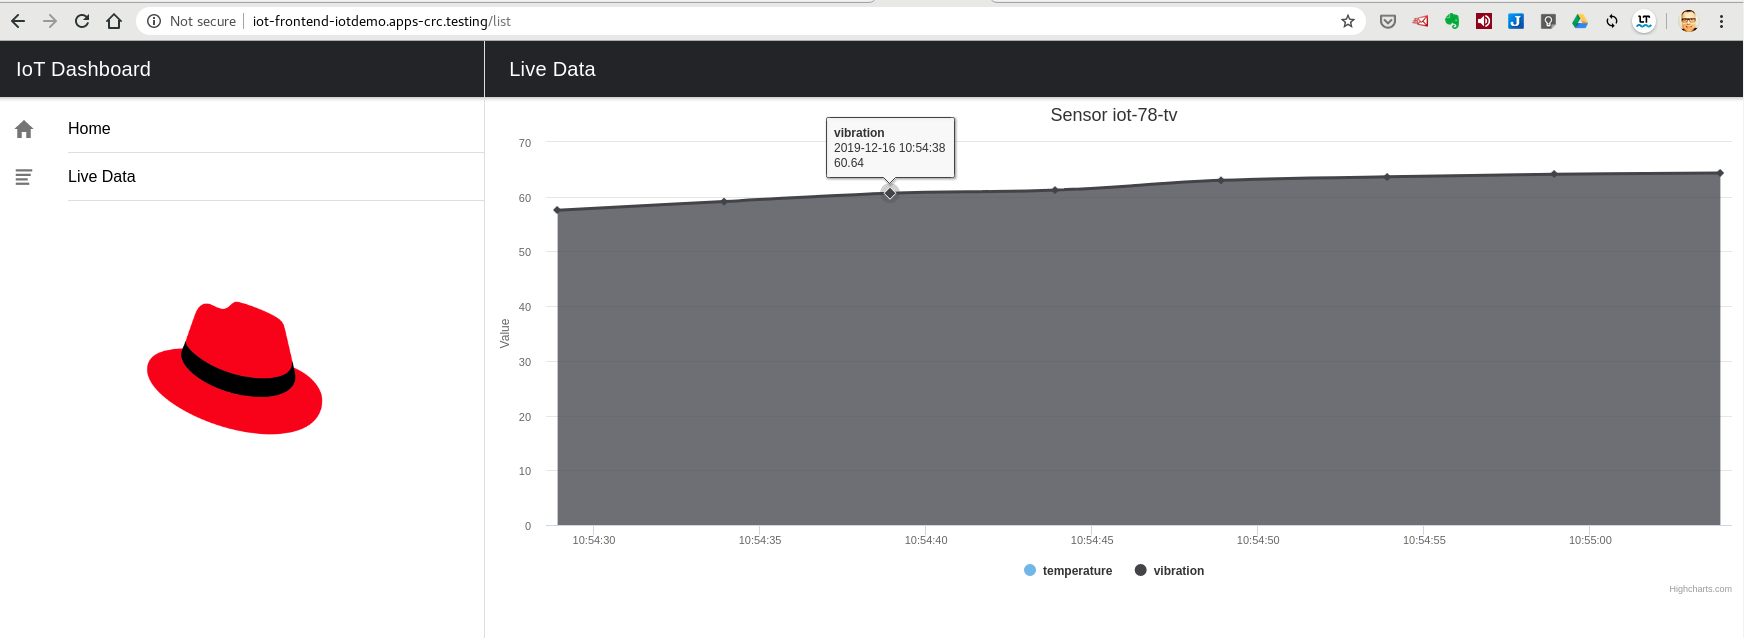 Not secure
iot-frontend-iotdemo.apps-crc.testing/list
IoT Dashboard
Live Data
Home
Live Data
Sensor iot-78-tv
vibration
2019-12-16 10:54:38
60.64
Value
70
60
50
40
30
20
10
0
10:54:30 10:54:35 10:54:40 10:54:45 10:54:50 10:54:55 10:55:00
temperature vibration
Highcharts.com